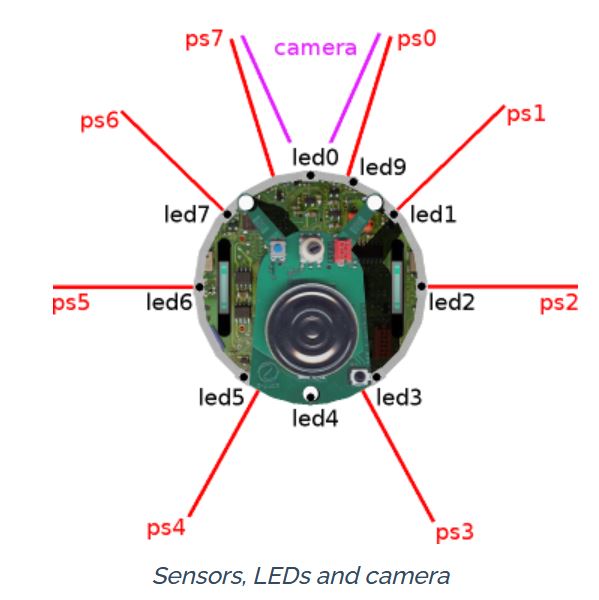 ps7
camera
ps0
ps6
ps1
led0
led9
led7
led1
ps5
led6
led2
ps2
led5
led3
led4
ps4
ps3
Sensors, LEDs and camera